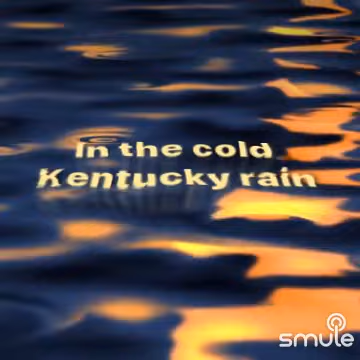 In the cold
Kentucky rain
smule